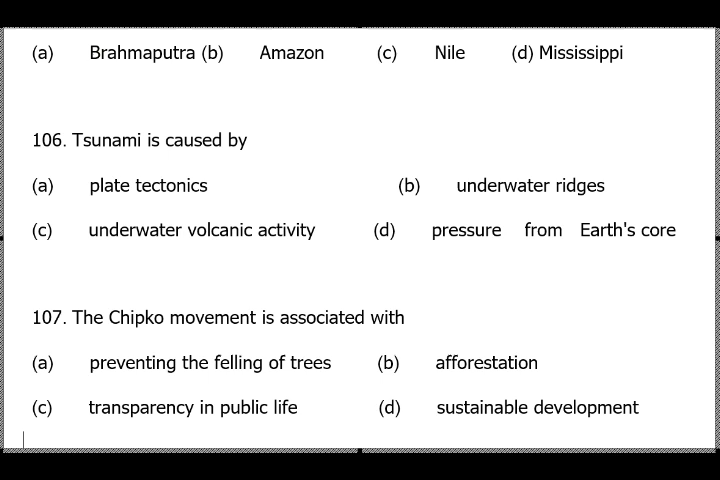 (a) Brahmaputra (b) Amazon (c) Nile (d) Mississippi
106. Tsunami is caused by
(a) plate tectonics (b) underwater ridges
(c) underwater volcanic activity (d) pressure from Earth's core
107. The Chipko movement is associated with
(a) preventing the felling of trees (b) afforestation
(c) transparency in public life (d) sustainable development